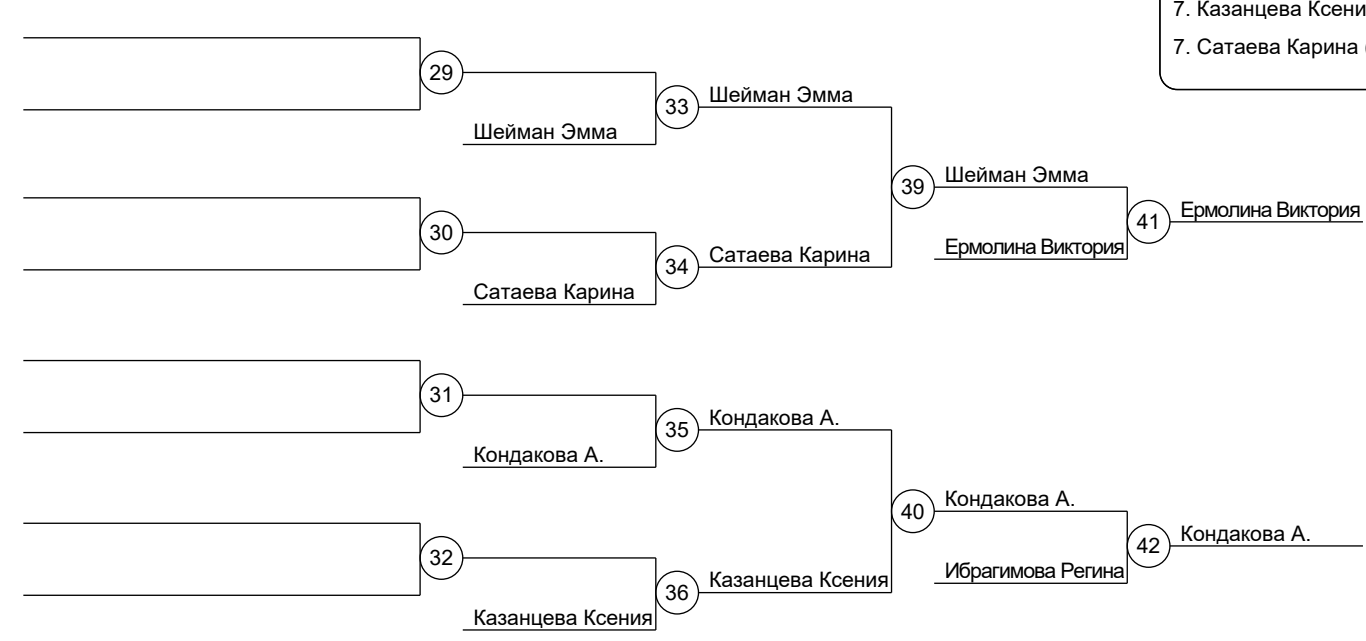 7. Казанцева Ксени
7. Сатаева Карина
29
33 Шейман Эмма
Шейман Эмма
39 Шейман Эмма
41 Ермолина Виктория
30
34 Сатаева Карина
Ермолина Виктория
Сатаева Карина
31
35 Кондакова А.
Кондакова А.
40 Кондакова А.
42 Кондакова А.
32
36 Казанцева Ксения
Ибрагимова Регина
Казанцева Ксения